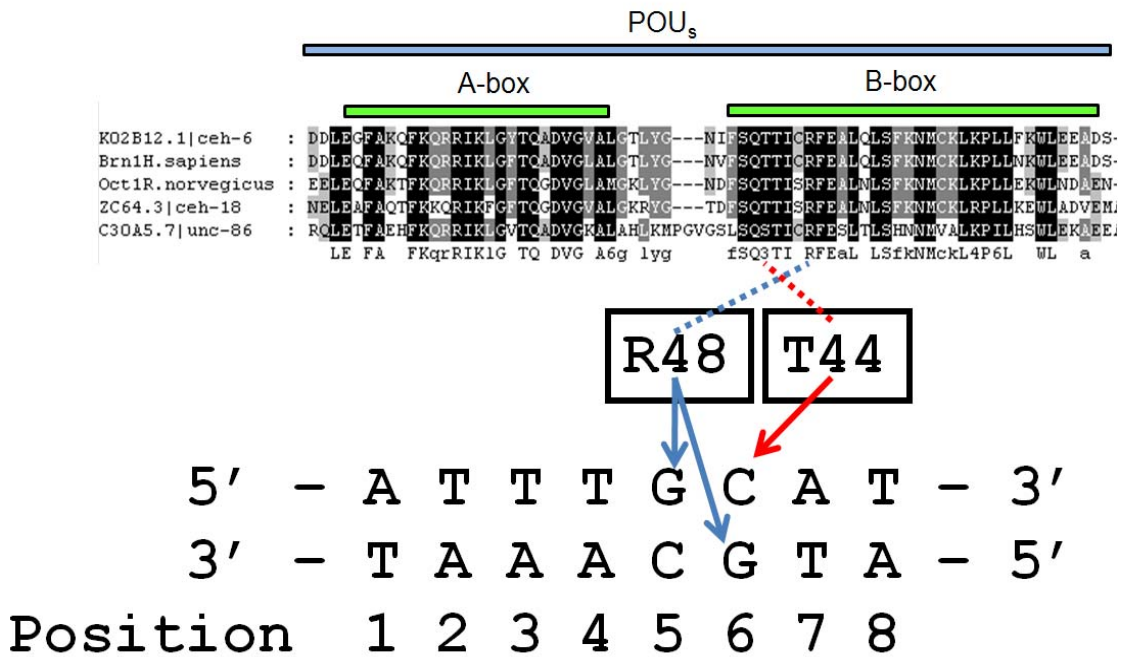 POUs
A-box B-box
K02B12.1|ceh-6 : DDLEGFAKQFKQRRIKLGYTQADVGVALGTLYG---NIFSQTTICRFEALQLSFKNMCKLKPLLFKWLEEADS-
Brn1H.sapiens : DDLEQFAKQFKQRRIKLGFTQADVGLALGTLYG---NVFSQTTICRFEALQLSFKNMCKLKPLLNKWLEEADS-
Oct1R.norvegicus : EELEQFAKTFKQRRIKLGFTQGDVGLAMGKLYG---NDFSQTTISRFEALNLSFKNMCKLKPLLEKWLNDAEN-
ZC64.3|ceh-18 : NELEAFAQTFKKQRIKFGFTQGDVGVALGKRYG---TDFSQTTISRFEALNLSFKNMCKLRPLLKEWLADVEMA
C30A5.7|unc-86 : RQLETFAEHFKQRRIKLGVTQADVGKALAHLKMPGVGSLSQSTICRFESLTLSHNNMVALKPILHSWLEKAEEA
LE FA FKqrRIKlG TQ DVG A6g lyg fSQ3TI RFEaL LSfkNMckL4P6L WL a
R48 T44
5' - A T T T G C A T - 3'
3' - T A A A C G T A - 5'
Position 1 2 3 4 5 6 7 8